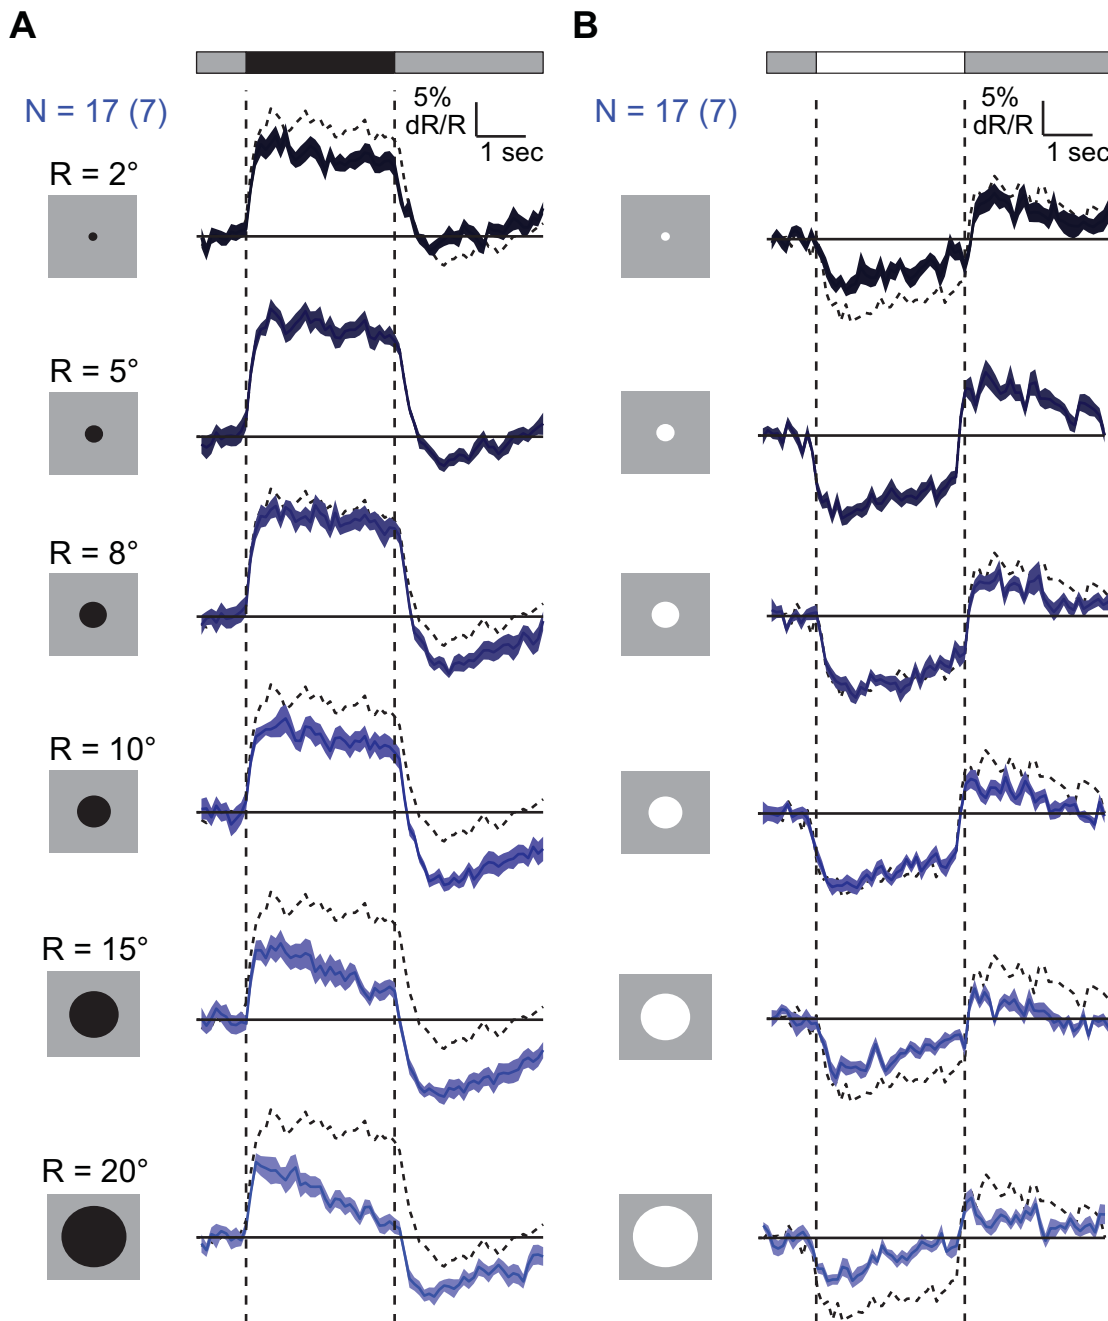 A
B
N = 17 (7)
5%
dR/R
1 sec
N = 17 (7)
5%
dR/R
1 sec
R = 2°
R = 5°
R = 8°
R = 10°
R = 15°
R = 20°